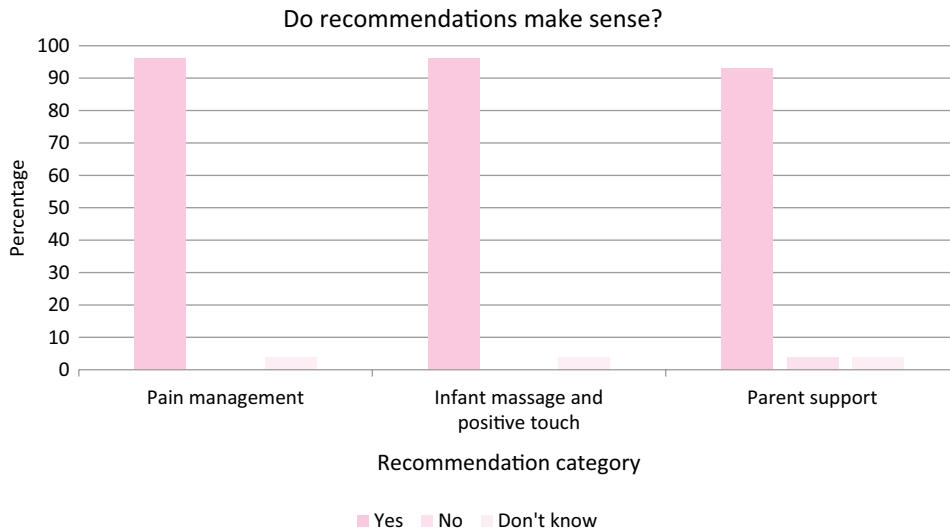 Do recommendations make sense?
100
90
80
70
60
50
40
30
20
10
0
Percentage
Pain management
Infant massage and
positive touch
Parent support
Recommendation category
Yes No Don't know